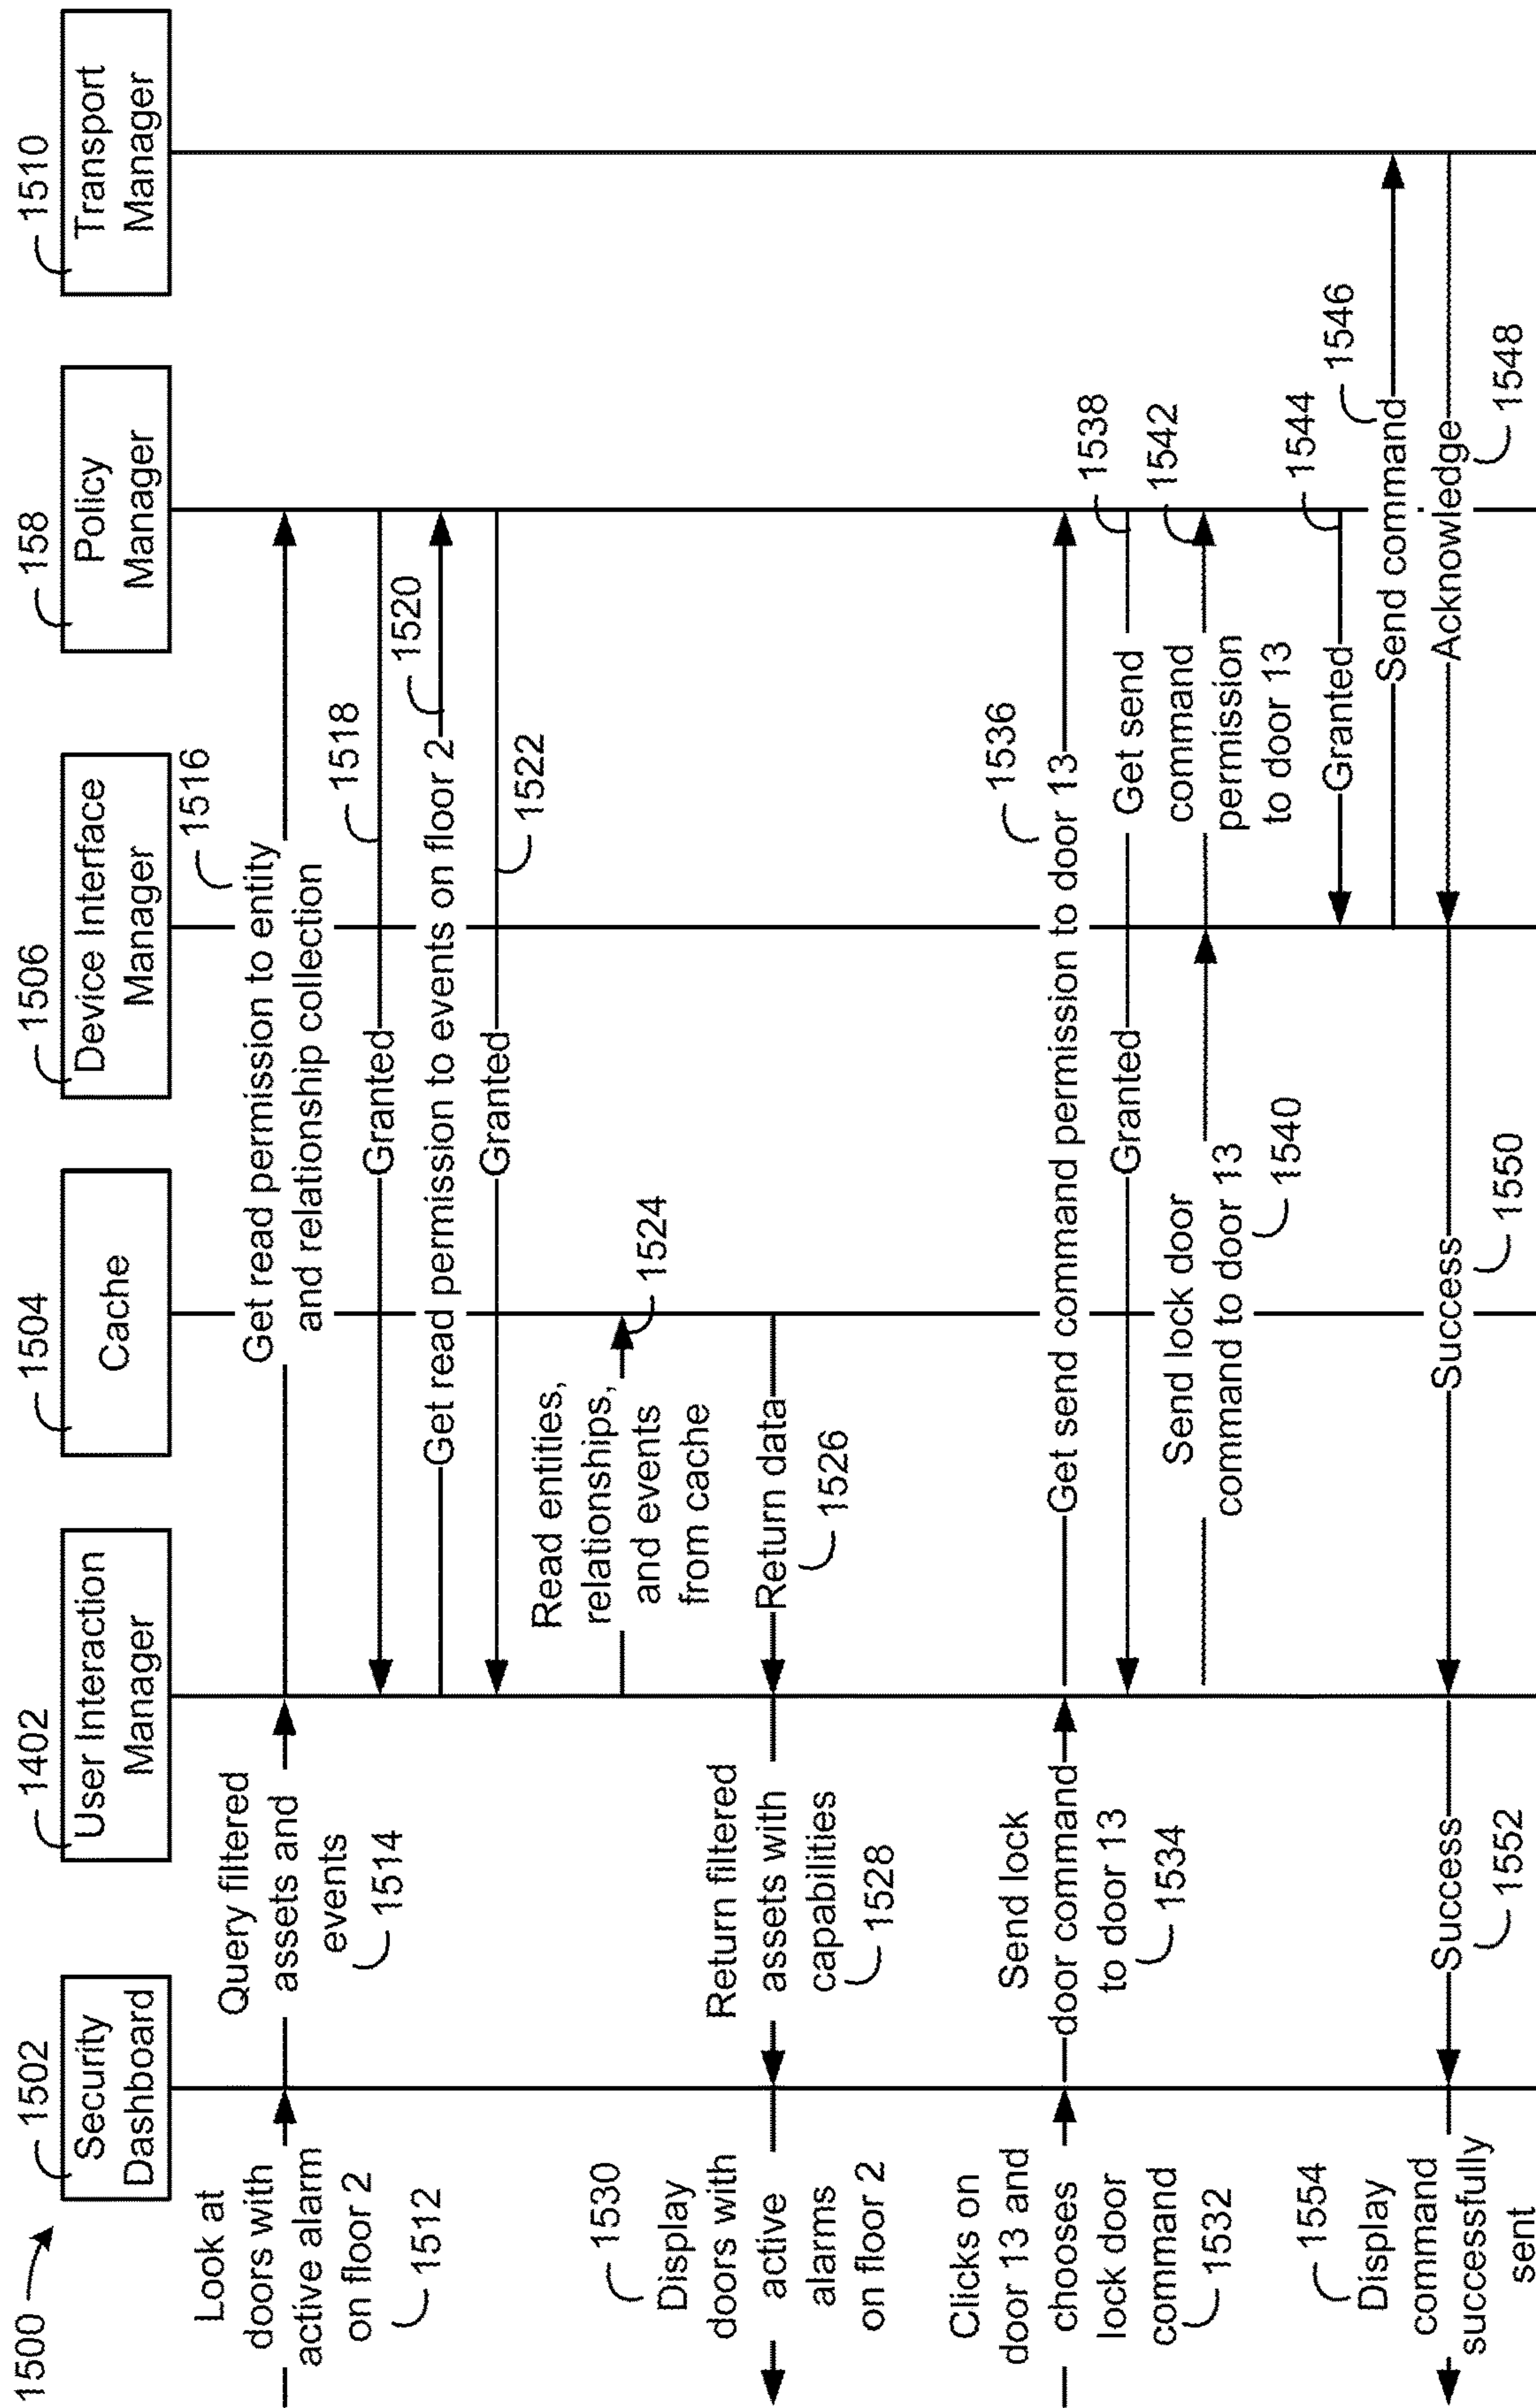 1500
1502
Security
Dashboard
1402
User Interaction
Manager
1504
Cache
1506
Device Interface
Manager
158
Policy
Manager
1510
Transport
Manager
Look at
doors with
active alarm
on floor 2
1512
Query filtered
assets and
events
1514
Get read permission to entity
and relationship collection
1516
Granted
1518
Get read permission to events on floor 2
1520
Granted
1522
Read entities,
relationships,
and events
from cache
1524
Return data
1526
Return filtered
assets with
capabilities
1528
1530
Display
doors with
active
alarms
on floor 2
Clicks on
door 13 and
chooses
lock door
command
1532
Send lock
door command
to door 13
1534
Get send command permission to door 13
1536
Granted
1538
Send lock door
command to door 13
1540
Get send
command
permission
to door 13
1542
Granted
1544
Send command
1546
Acknowledge
1548
Success
1550
Success
1552
1554
Display
command
successfully
sent